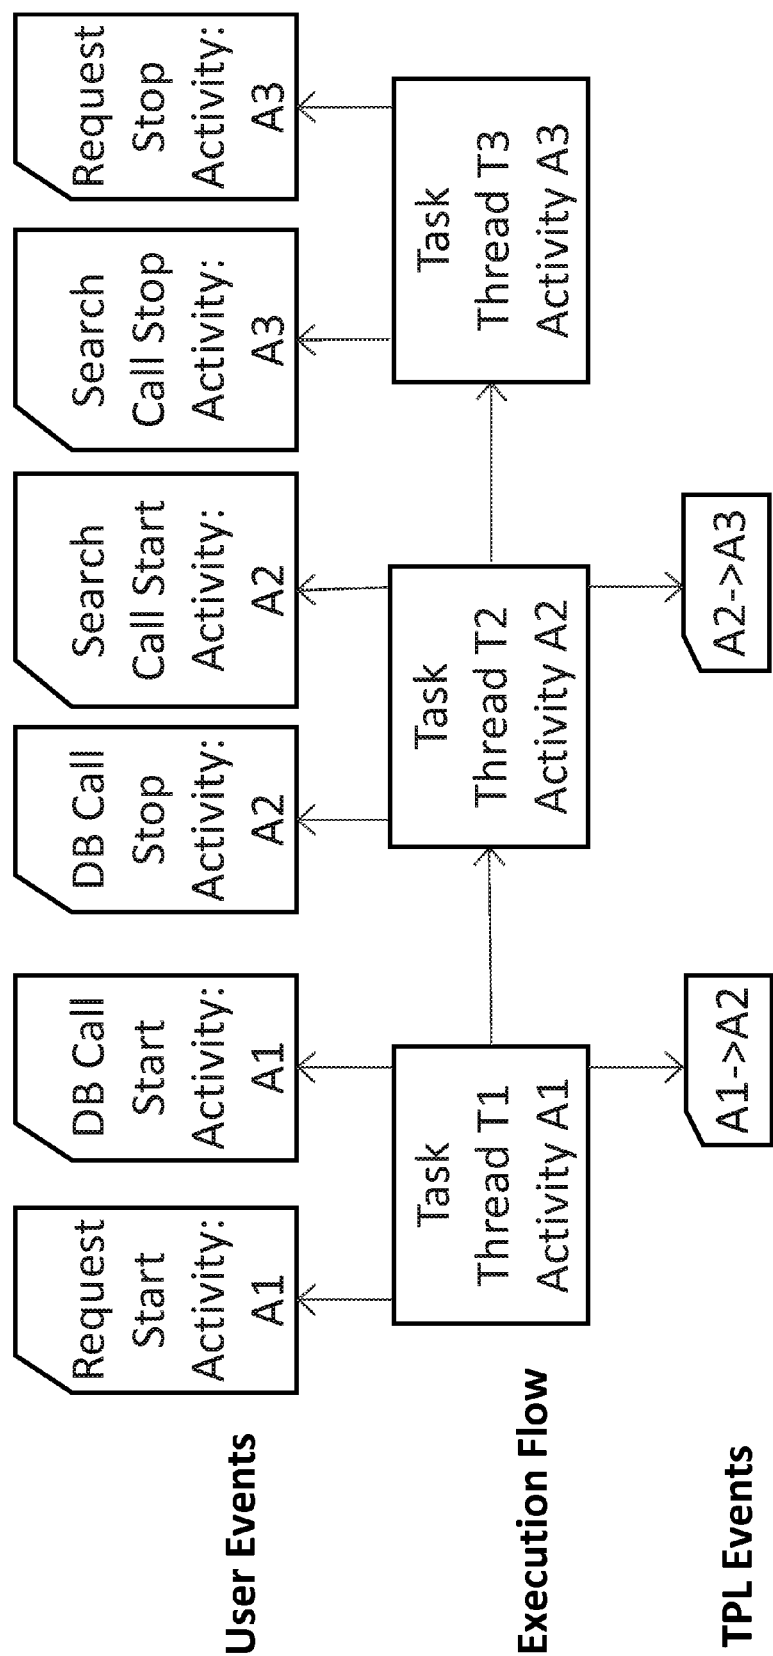 User Events
Request
Start
Activity:
A1
DB Call
Start
Activity:
A1
DB Call
Stop
Activity:
A2
Search
Call Start
Activity:
A2
Search
Call Stop
Activity:
A3
Request
Stop
Activity:
A3
Execution Flow
Task
Thread T1
Activity A1
Task
Thread T2
Activity A2
Task
Thread T3
Activity A3
TPL Events
A1->A2
A2->A3